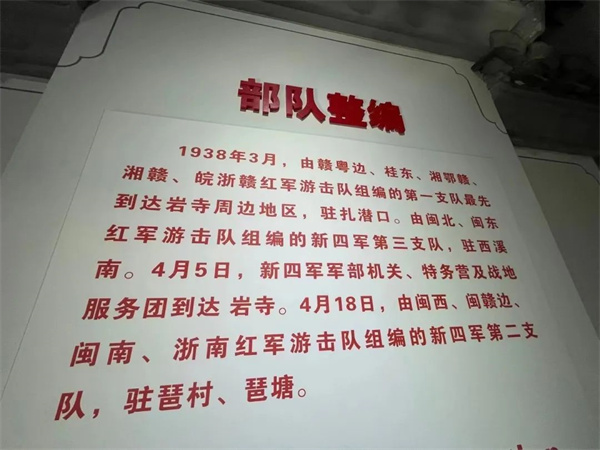 部队整编
1938年3月，由赣粤边、桂东、湘鄂赣、
湘赣、皖浙赣红军游击队组编的第一支队最先
到达岩寺周边地区，驻扎潜口。由闽北、闽东
红军游击队组编的新四军第三支队，驻西溪
南。4月5日，新四军军部机关、特务营及战地
服务团到达 岩寺。4月18日，由闽西、闽赣边、
闽南、浙南红军游击队组编的新四军第二支
队，驻琶村、琶塘。